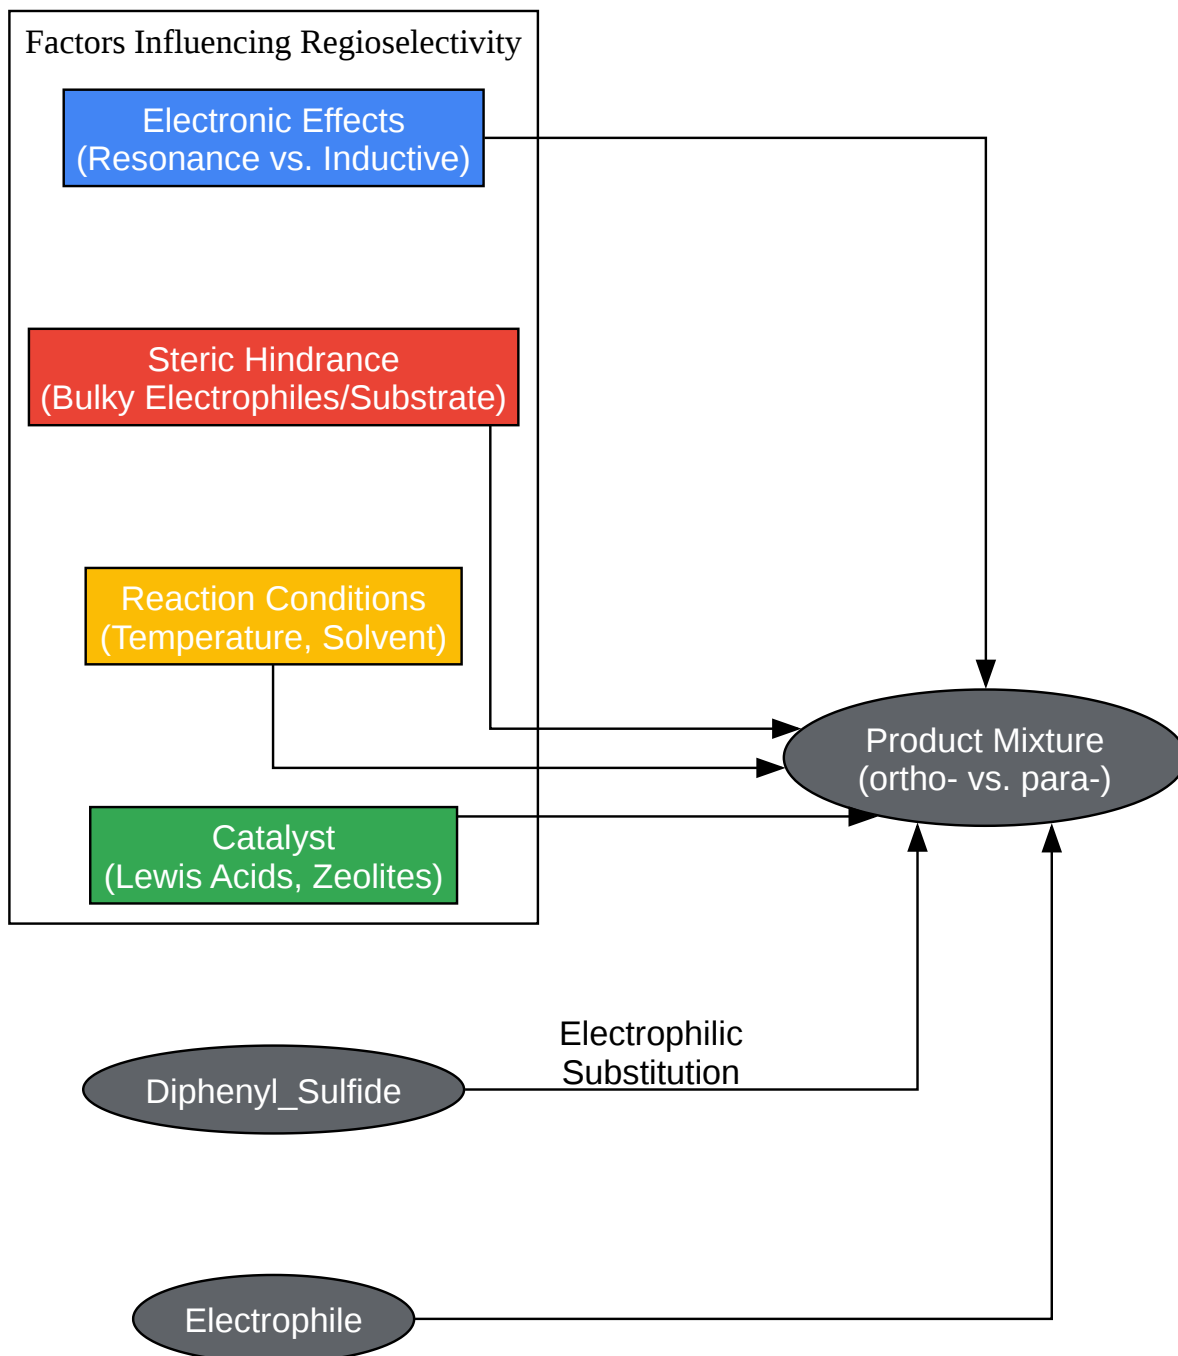 Factors Influencing Regioselectivity
Electronic Effects
(Resonance vs. Inductive)
Steric Hindrance
(Bulky Electrophiles/Substrate)
Reaction Conditions
(Temperature, Solvent)
Product Mixture
(ortho- vs. para-)
Catalyst
(Lewis Acids, Zeolites)
Electrophilic
Substitution
Diphenyl_Sulfide
Electrophile